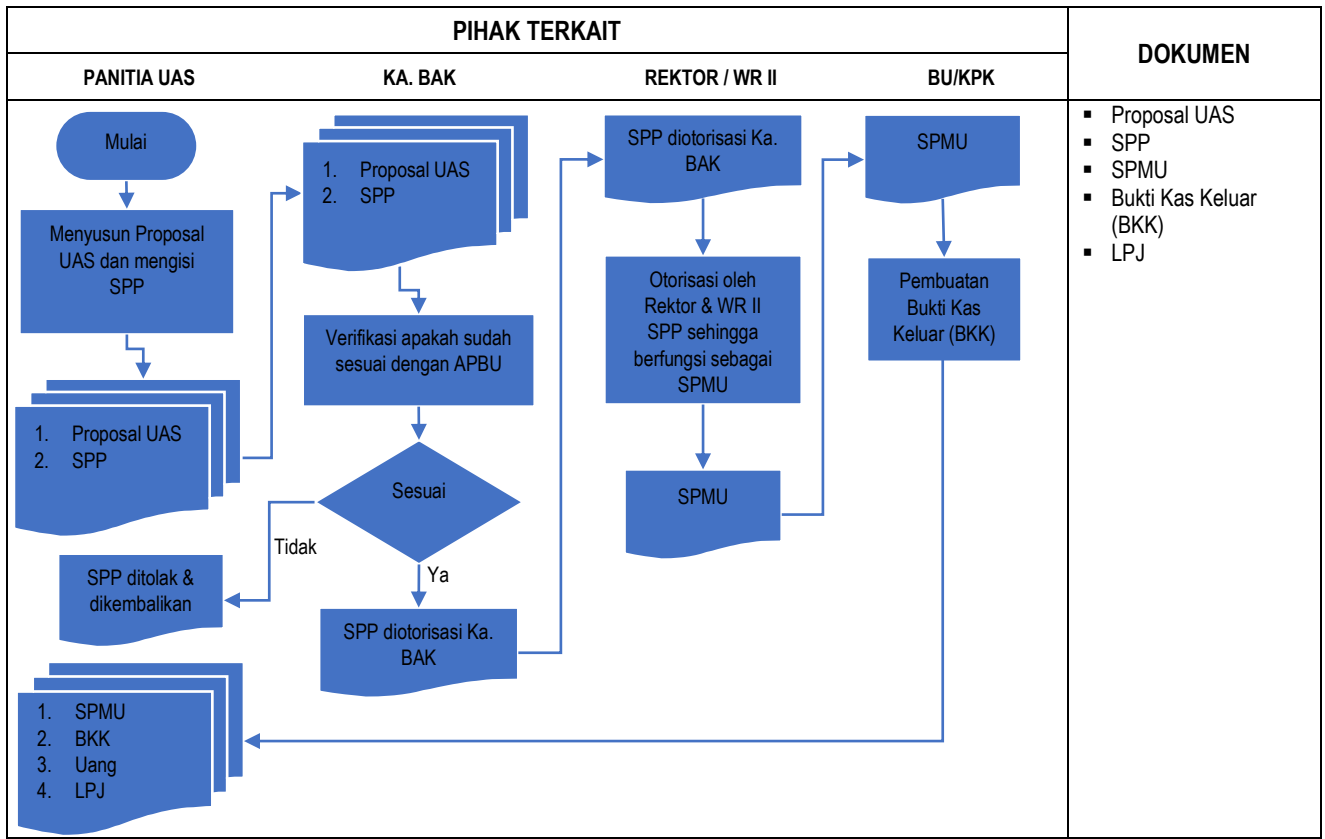 PIHAK TERKAIT
DOKUMEN
PANITIA UAS
KA. BAK
REKTOR / WR II
BU/KPK
Mulai
Menyusun Proposal
UAS dan mengisi
SPP
1. Proposal UAS
2. SPP
SPP ditolak &
dikembalikan
1. SPMU
2. BKK
3. Uang
4. LPJ
1. Proposal UAS
2. SPP
Verifikasi apakah sudah
sesuai dengan APBU
Sesuai
Tidak
Ya
SPP diotorisasi Ka.
BAK
SPP diotorisasi Ka.
BAK
Otorisasi oleh
Rektor & WR II
SPP sehingga
berfungsi sebagai
SPMU
SPMU
SPMU
Pembuatan
Bukti Kas
Keluar (BKK)
▪ Proposal UAS
▪ SPP
▪ SPMU
▪ Bukti Kas Keluar
(BKK)
▪ LPJ